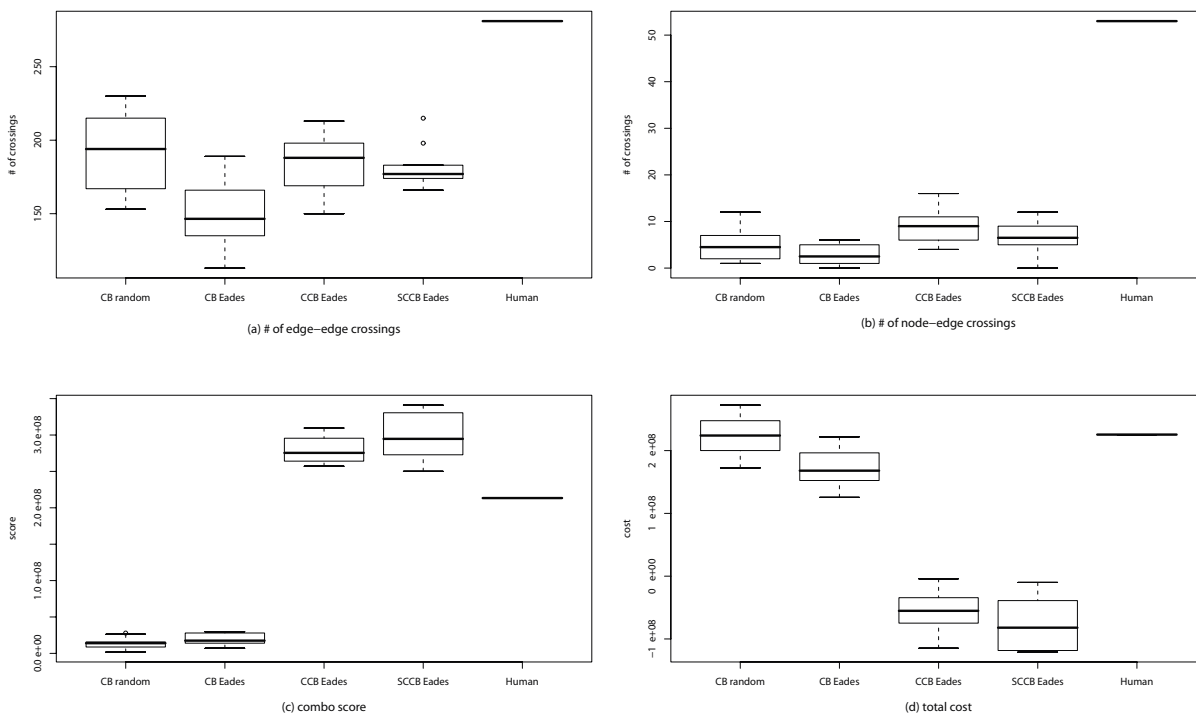 # of crossings
250
200
150
CB random CB Eades CCB Eades SCCB Eades Human
(a) # of edge−edge crossings
# of crossings
50
40
30
20
10
0
CB random CB Eades CCB Eades SCCB Eades Human
(b) # of node−edge crossings
score
3.0 e+08
2.0 e+08
1.0 e+08
0.0 e+00
CB random CB Eades CCB Eades SCCB Eades Human
(c) combo score
cost
2 e+08
1 e+08
0 e+00
−1 e+08
CB random CB Eades CCB Eades SCCB Eades Human
(d) total cost